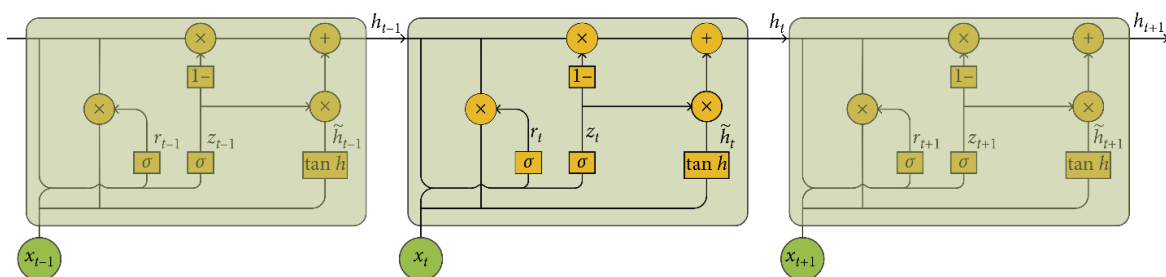 h_{t-1} h_t h_{t+1}
× + × + × +
1– 1– 1–
× × × × × ×
r_{t-1} z_{t-1} h̃_{t-1} r_t z_t h̃_t r_{t+1} z_{t+1} h̃_{t+1}
σ σ tan h σ σ tan h σ σ tan h
x_{t-1} x_t x_{t+1}